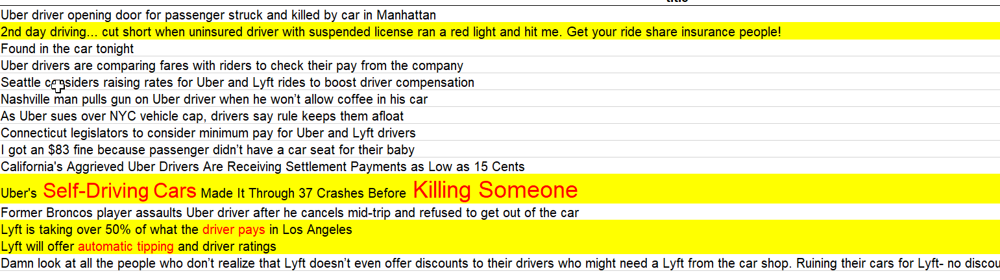 title
Uber driver opening door for passenger struck and killed by car in Manhattan
2nd day driving... cut short when uninsured driver with suspended license ran a red light and hit me. Get your ride share insurance people!
Found in the car tonight
Uber drivers are comparing fares with riders to check their pay from the company
Seattle considers raising rates for Uber and Lyft rides to boost driver compensation
Nashville man pulls gun on Uber driver when he won’t allow coffee in his car
As Uber sues over NYC vehicle cap, drivers say rule keeps them afloat
Connecticut legislators to consider minimum pay for Uber and Lyft drivers
I got an $83 fine because passenger didn’t have a car seat for their baby
California's Aggrieved Uber Drivers Are Receiving Settlement Payments as Low as 15 Cents
Uber's Self-Driving Cars Made It Through 37 Crashes Before Killing Someone
Former Broncos player assaults Uber driver after he cancels mid-trip and refused to get out of the car
Lyft is taking over 50% of what the driver pays in Los Angeles
Lyft will offer automatic tipping and driver ratings
Damn look at all the people who don’t realize that Lyft doesn’t even offer discounts to their drivers who might need a Lyft from the car shop. Ruining their cars for Lyft- no discou